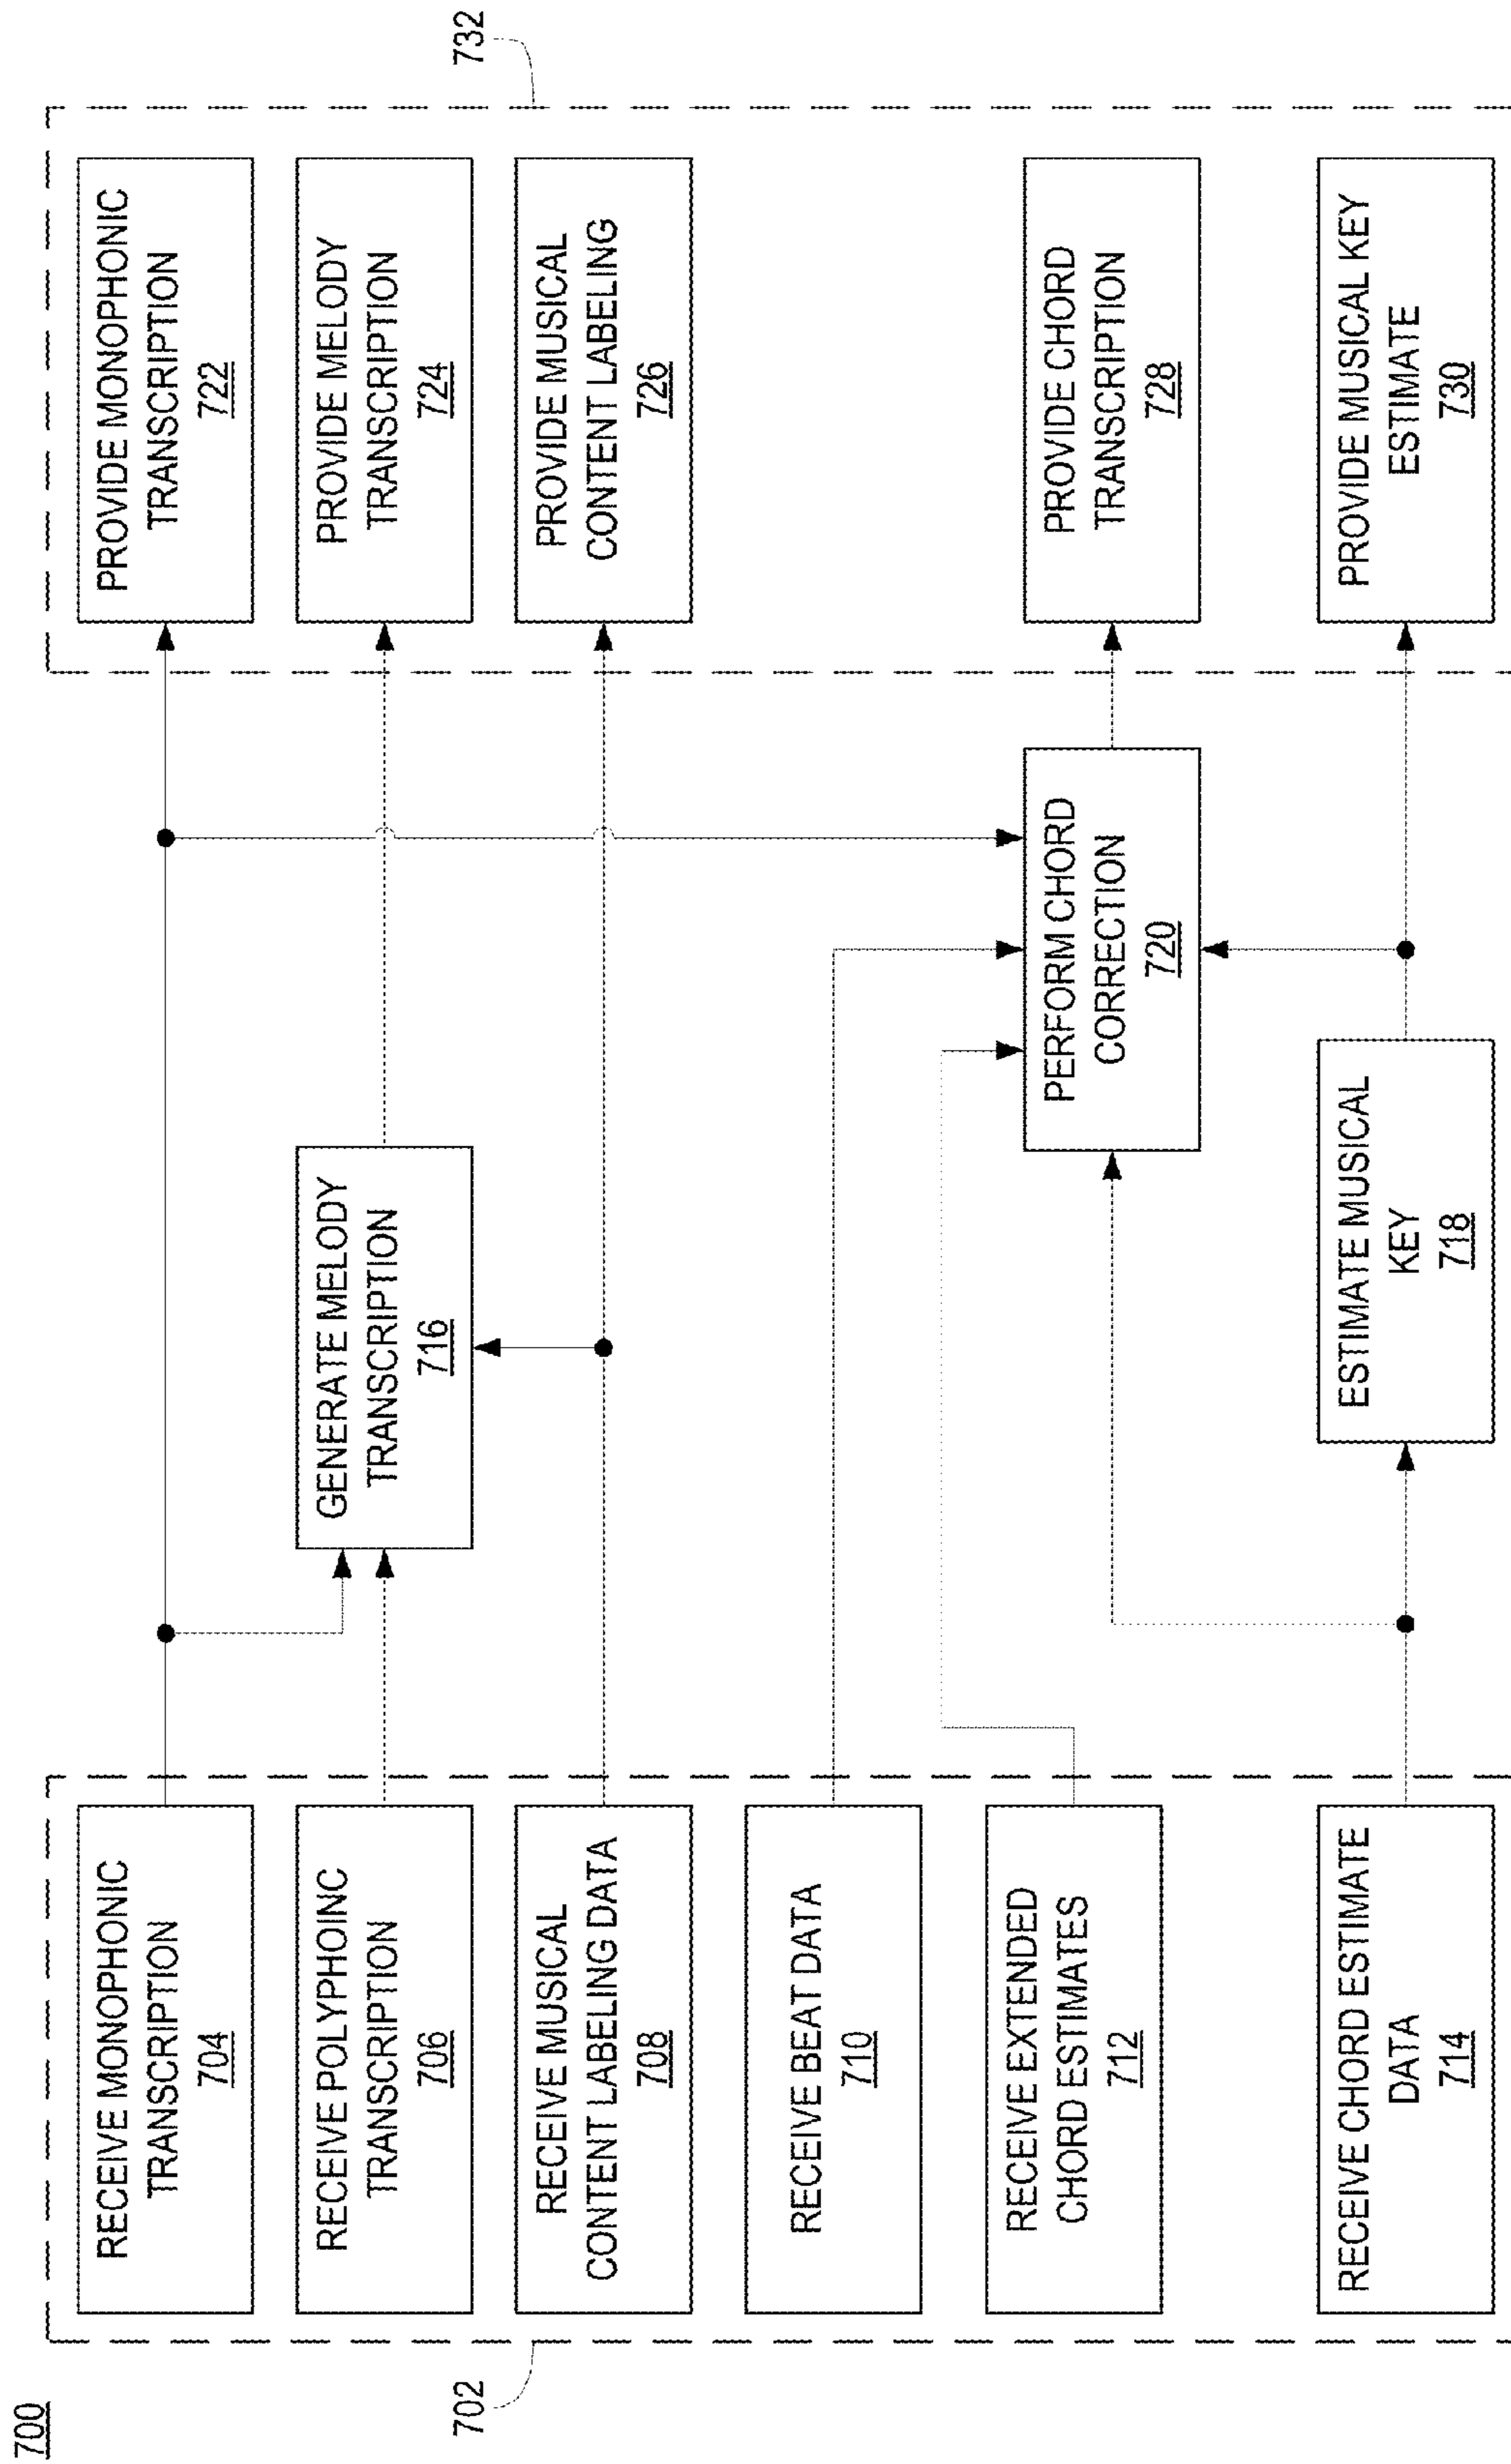 700
702
RECEIVE MONOPHONIC
TRANSCRIPTION
704
RECEIVE POLYPHOINC
TRANSCRIPTION
706
RECEIVE MUSICAL
CONTENT LABELING DATA
708
RECEIVE BEAT DATA
710
RECEIVE EXTENDED
CHORD ESTIMATES
712
RECEIVE CHORD ESTIMATE
DATA
714
GENERATE MELODY
TRANSCRIPTION
716
ESTIMATE MUSICAL
KEY
718
PERFORM CHORD
CORRECTION
720
PROVIDE MONOPHONIC
TRANSCRIPTION
722
PROVIDE MELODY
TRANSCRIPTION
724
PROVIDE MUSICAL
CONTENT LABELING
726
PROVIDE CHORD
TRANSCRIPTION
728
PROVIDE MUSICAL KEY
ESTIMATE
730
732